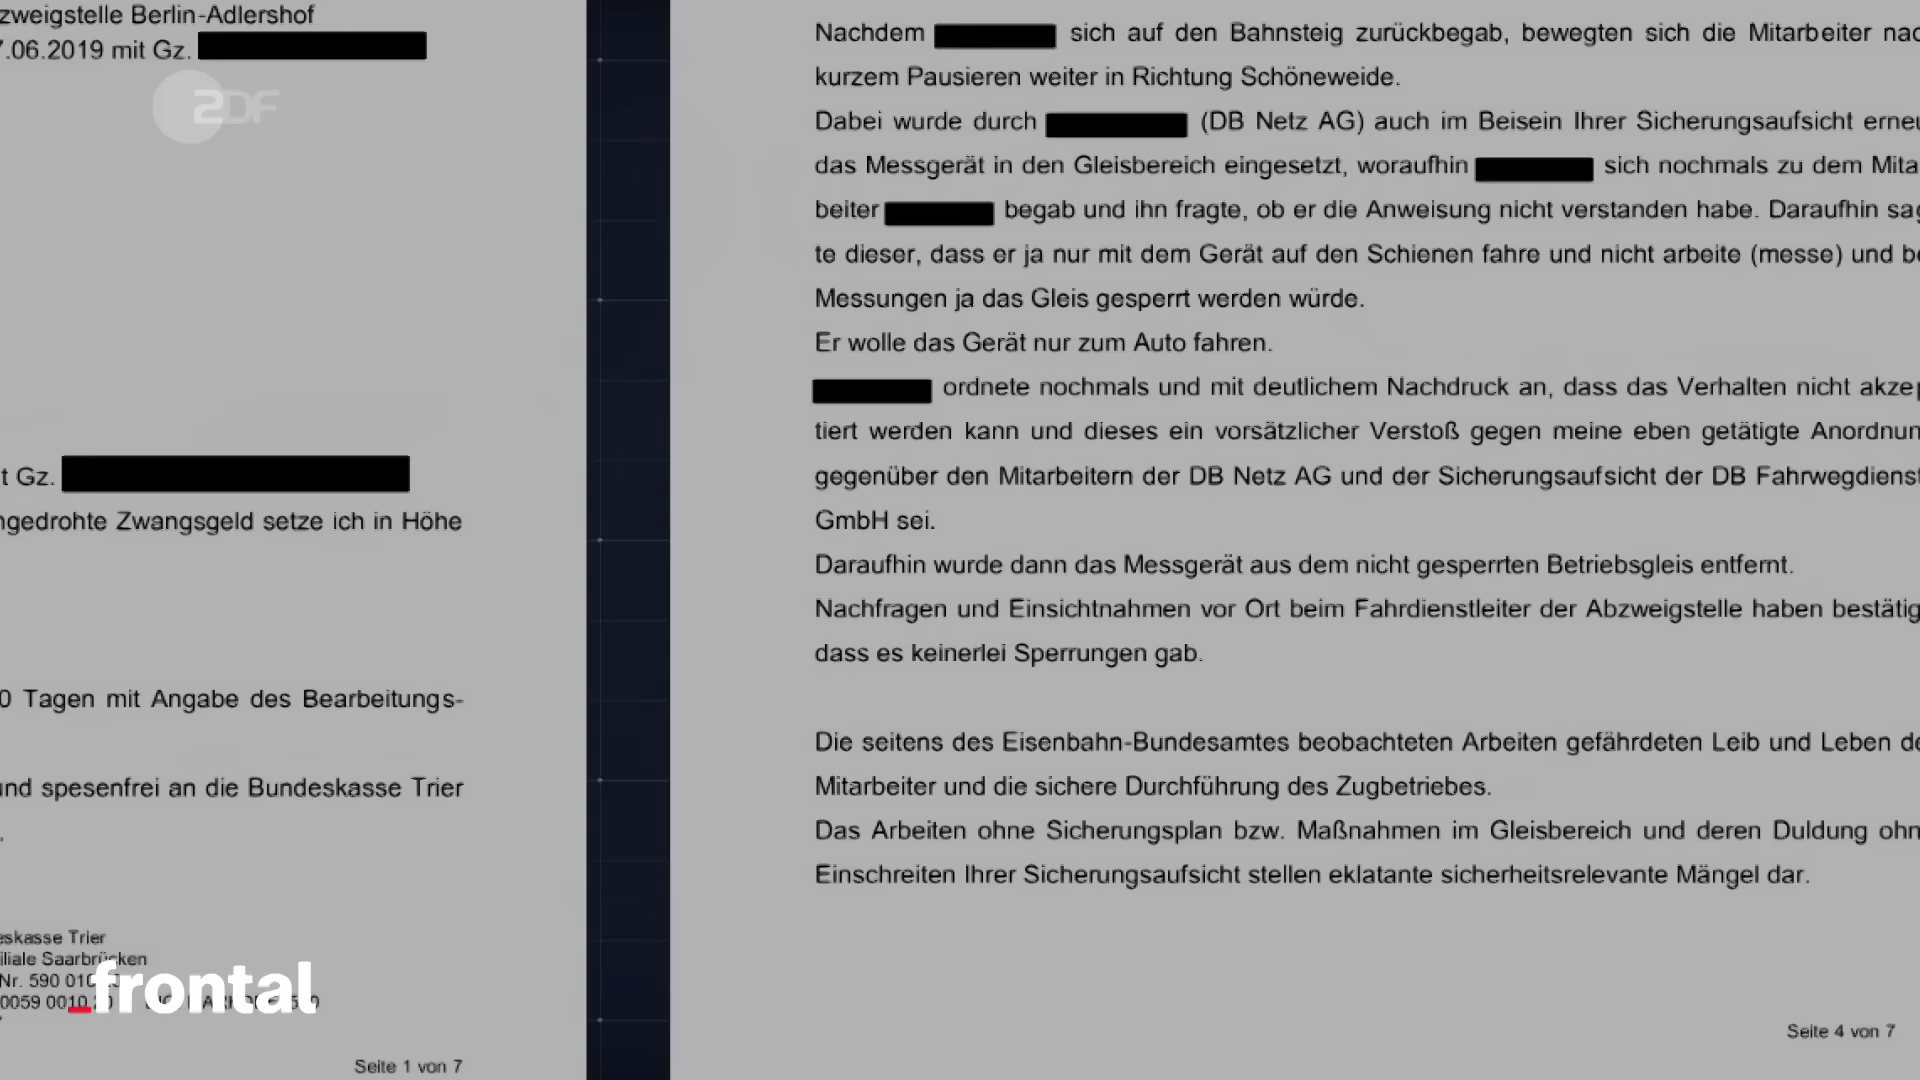 zweigstelle Berlin-Adlershof
7.06.2019 mit Gz.
ZDF
t Gz.
ngedrohte Zwangsgeld setze ich in Höhe
0 Tagen mit Angabe des Bearbeitungs-
und spesenfrei an die Bundeskasse Trier
.
eskasse Trier
iliale Saarbrücken
Nr. 590 010
0059 0010
_frontal
Seite 1 von 7
Nachdem sich auf den Bahnsteig zurückbegab, bewegten sich die Mitarbeiter nac
kurzem Pausieren weiter in Richtung Schöneweide.
Dabei wurde durch (DB Netz AG) auch im Beisein Ihrer Sicherungsaufsicht erneu
das Messgerät in den Gleisbereich eingesetzt, woraufhin sich nochmals zu dem Mita
beiter begab und ihn fragte, ob er die Anweisung nicht verstanden habe. Daraufhin sag
te dieser, dass er ja nur mit dem Gerät auf den Schienen fahre und nicht arbeite (messe) und be
Messungen ja das Gleis gesperrt werden würde.
Er wolle das Gerät nur zum Auto fahren.
ordnete nochmals und mit deutlichem Nachdruck an, dass das Verhalten nicht akzep
tiert werden kann und dieses ein vorsätzlicher Verstoß gegen meine eben getätigte Anordnun
gegenüber den Mitarbeitern der DB Netz AG und der Sicherungsaufsicht der DB Fahrwegdienst
GmbH sei.
Daraufhin wurde dann das Messgerät aus dem nicht gesperrten Betriebsgleis entfernt.
Nachfragen und Einsichtnahmen vor Ort beim Fahrdienstleiter der Abzweigstelle haben bestätig
dass es keinerlei Sperrungen gab.
Die seitens des Eisenbahn-Bundesamtes beobachteten Arbeiten gefährdeten Leib und Leben de
Mitarbeiter und die sichere Durchführung des Zugbetriebes.
Das Arbeiten ohne Sicherungsplan bzw. Maßnahmen im Gleisbereich und deren Duldung ohn
Einschreiten Ihrer Sicherungsaufsicht stellen eklatante sicherheitsrelevante Mängel dar.
Seite 4 von 7